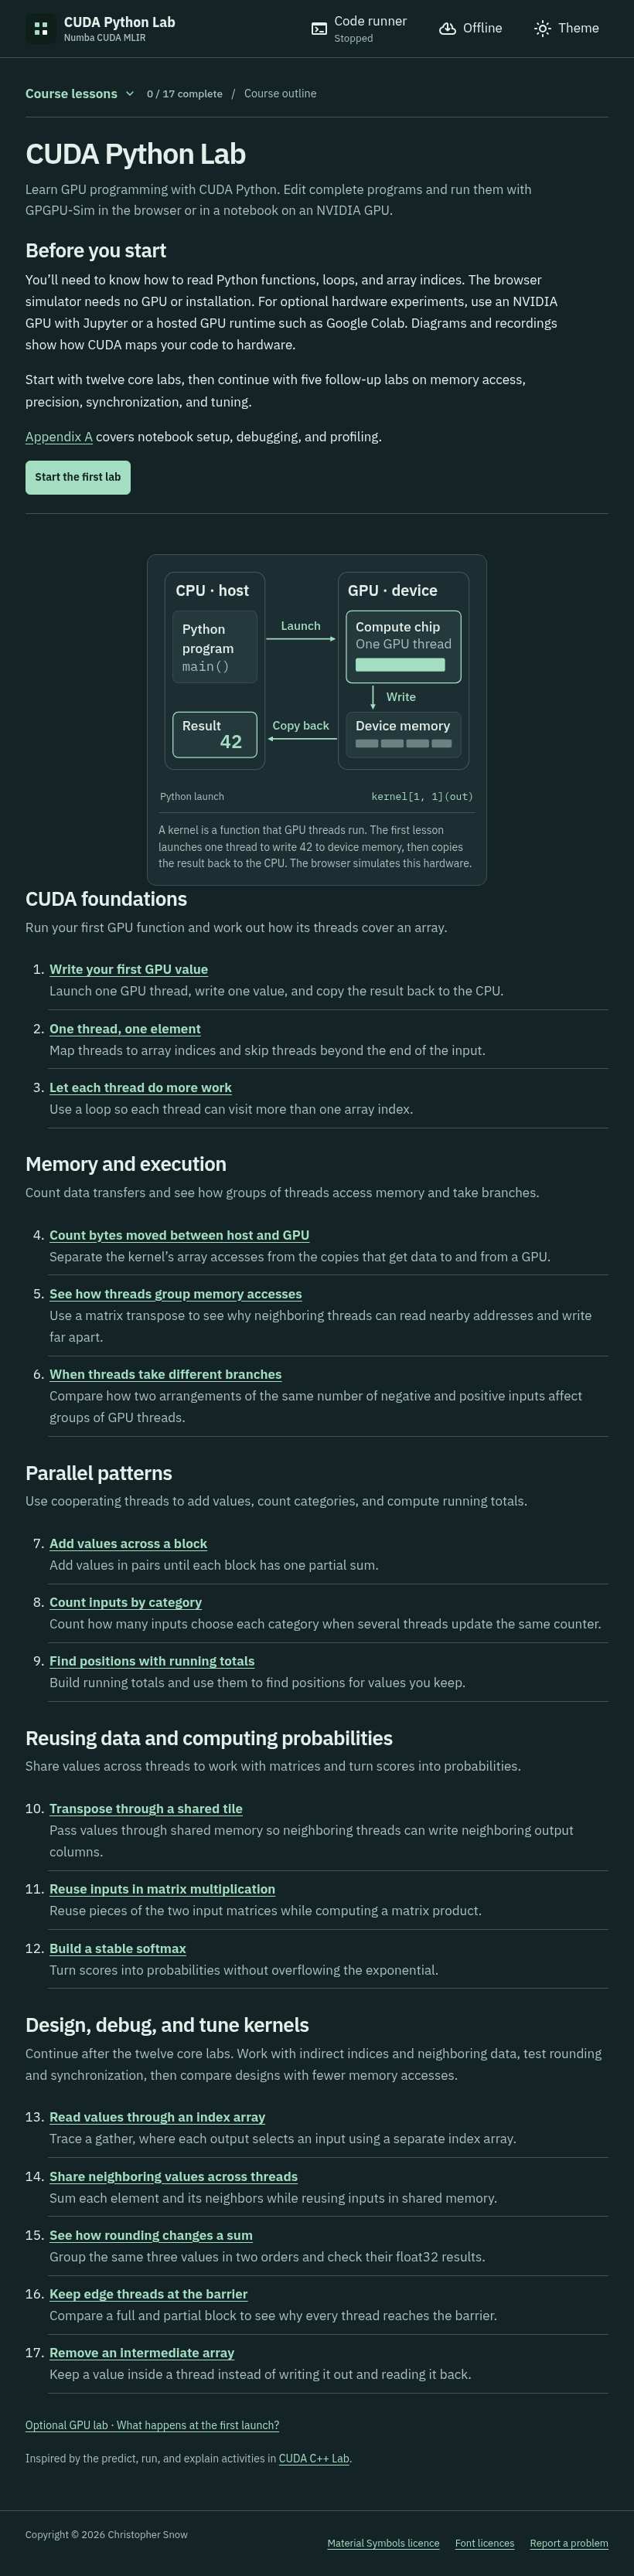 CUDA Python Lab
Numba CUDA MLIR
Code runner
Stopped
Offline
Theme
Course lessons
0 / 17 complete / Course outline
CUDA Python Lab
Learn GPU programming with CUDA Python. Edit complete programs and run them with
GPGPU-Sim in the browser or in a notebook on an NVIDIA GPU.
Before you start
You’ll need to know how to read Python functions, loops, and array indices. The browser
simulator needs no GPU or installation. For optional hardware experiments, use an NVIDIA
GPU with Jupyter or a hosted GPU runtime such as Google Colab. Diagrams and recordings
show how CUDA maps your code to hardware.
Start with twelve core labs, then continue with five follow-up labs on memory access,
precision, synchronization, and tuning.
Appendix A covers notebook setup, debugging, and profiling.
Start the first lab
CPU · host
Python
program
main()
Launch
GPU · device
Compute chip
One GPU thread
Write
Device memory
Copy back
Result
42
Python launch
kernel[1, 1](out)
A kernel is a function that GPU threads run. The first lesson
launches one thread to write 42 to device memory, then copies
the result back to the CPU. The browser simulates this hardware.
CUDA foundations
Run your first GPU function and work out how its threads cover an array.
1. Write your first GPU value
Launch one GPU thread, write one value, and copy the result back to the CPU.
2. One thread, one element
Map threads to array indices and skip threads beyond the end of the input.
3. Let each thread do more work
Use a loop so each thread can visit more than one array index.
Memory and execution
Count data transfers and see how groups of threads access memory and take branches.
4. Count bytes moved between host and GPU
Separate the kernel’s array accesses from the copies that get data to and from a GPU.
5. See how threads group memory accesses
Use a matrix transpose to see why neighboring threads can read nearby addresses and write
far apart.
6. When threads take different branches
Compare how two arrangements of the same number of negative and positive inputs affect
groups of GPU threads.
Parallel patterns
Use cooperating threads to add values, count categories, and compute running totals.
7. Add values across a block
Add values in pairs until each block has one partial sum.
8. Count inputs by category
Count how many inputs choose each category when several threads update the same counter.
9. Find positions with running totals
Build running totals and use them to find positions for values you keep.
Reusing data and computing probabilities
Share values across threads to work with matrices and turn scores into probabilities.
10. Transpose through a shared tile
Pass values through shared memory so neighboring threads can write neighboring output
columns.
11. Reuse inputs in matrix multiplication
Reuse pieces of the two input matrices while computing a matrix product.
12. Build a stable softmax
Turn scores into probabilities without overflowing the exponential.
Design, debug, and tune kernels
Continue after the twelve core labs. Work with indirect indices and neighboring data, test rounding
and synchronization, then compare designs with fewer memory accesses.
13. Read values through an index array
Trace a gather, where each output selects an input using a separate index array.
14. Share neighboring values across threads
Sum each element and its neighbors while reusing inputs in shared memory.
15. See how rounding changes a sum
Group the same three values in two orders and check their float32 results.
16. Keep edge threads at the barrier
Compare a full and partial block to see why every thread reaches the barrier.
17. Remove an intermediate array
Keep a value inside a thread instead of writing it out and reading it back.
Optional GPU lab · What happens at the first launch?
Inspired by the predict, run, and explain activities in CUDA C++ Lab.
Copyright © 2026 Christopher Snow
Material Symbols licence
Font licences
Report a problem